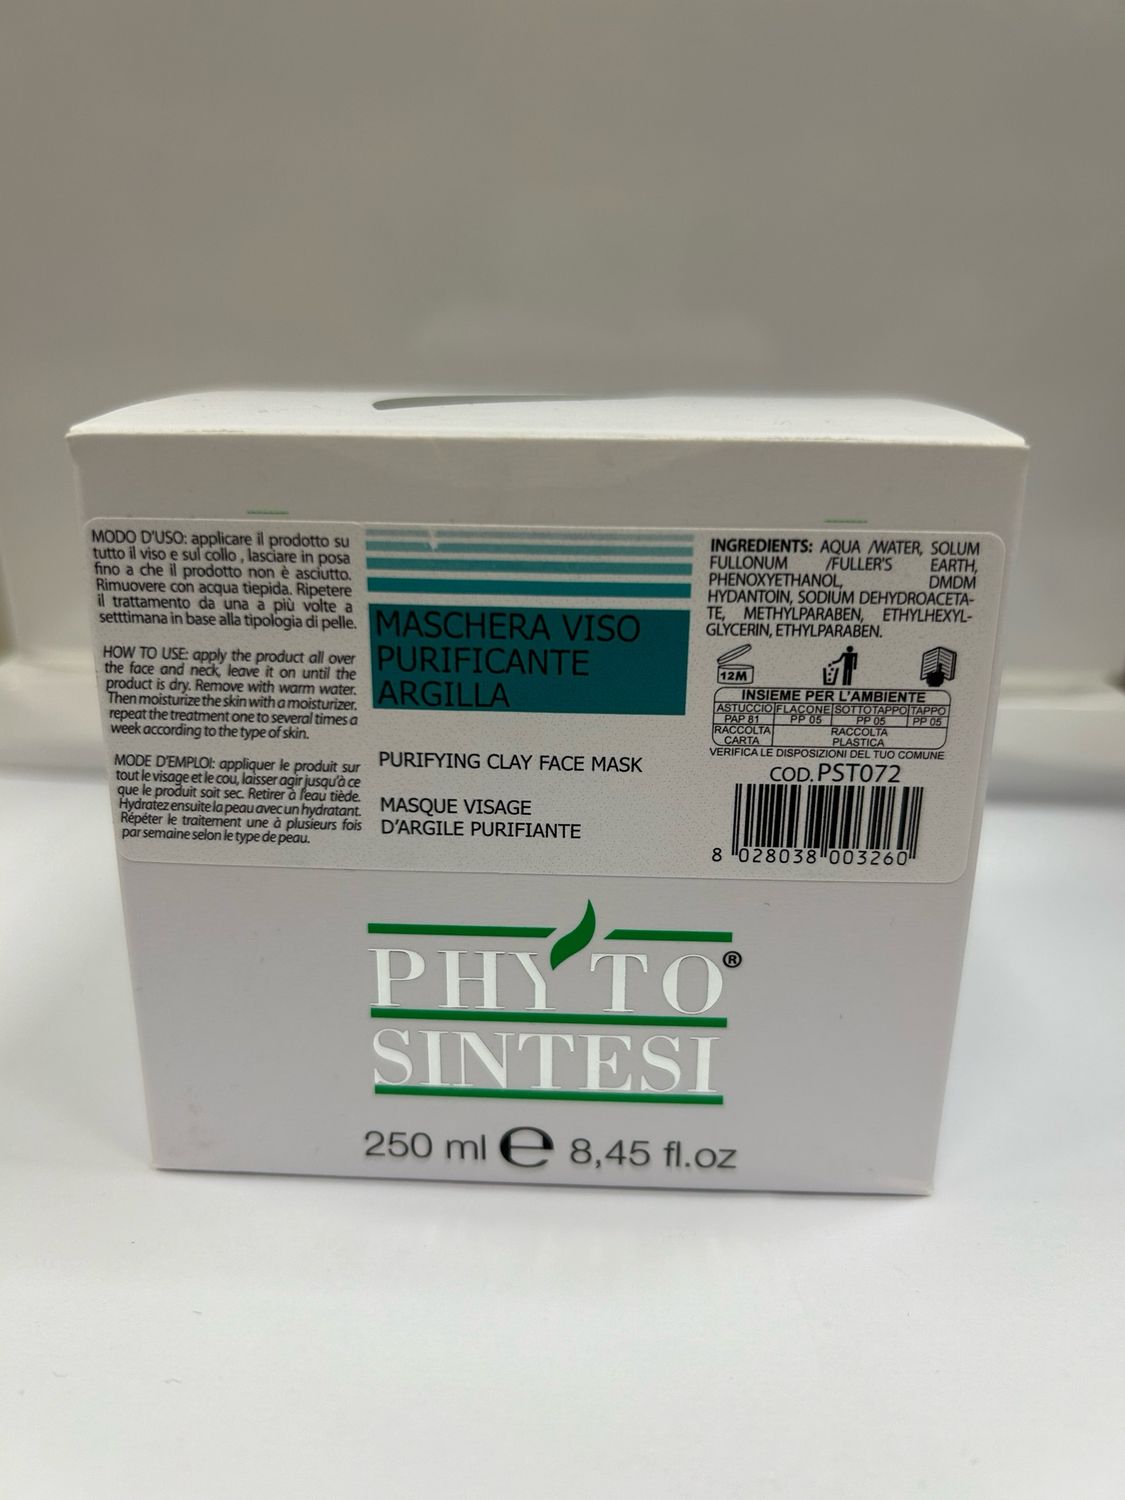 MODO D'USO: applicare il prodotto su
tutto il viso e sul collo , lasciare in posa
fino a che il prodotto non è asciutto.
Rimuovere con acqua tiepida. Ripetere
il trattamento da una a più volte a
setttimana in base alla tipologia di pelle.
HOW TO USE: apply the product all over
the face and neck, leave it on until the
product is dry. Remove with warm water.
Then moisturize the skin with a moisturizer.
repeat the treatment one to several times a
week according to the type of skin.
MODE D'EMPLOI: appliquer le produit sur
tout le visage et le cou, laisser agir jusqu'à ce
que le produit soit sec. Retirer à l'eau tiède.
Hydratez ensuite la peau avec un hydratant.
Répéter le traitement une à plusieurs fois
par semaine selon le type de peau.
MASCHERA VISO
PURIFICANTE
ARGILLA
PURIFYING CLAY FACE MASK
MASQUE VISAGE
D'ARGILE PURIFIANTE
INGREDIENTS: AQUA /WATER, SOLUM
FULLONUM /FULLER'S EARTH,
PHENOXYETHANOL, DMDM
HYDANTOIN, SODIUM DEHYDROACETA-
TE, METHYLPARABEN, ETHYLHEXYL-
GLYCERIN, ETHYLPARABEN.
12M
INSIEME PER L'AMBIENTE
ASTUCCIO FLACONE SOTTOTAPPO TAPPO
PAP 81 PP 05 PP 05 PP 05
RACCOLTA CARTA RACCOLTA PLASTICA
VERIFICA LE DISPOSIZIONI DEL TUO COMUNE
COD. PST072
8 028038 003260
PHYTO®
SINTESI
250 ml e 8,45 fl.oz